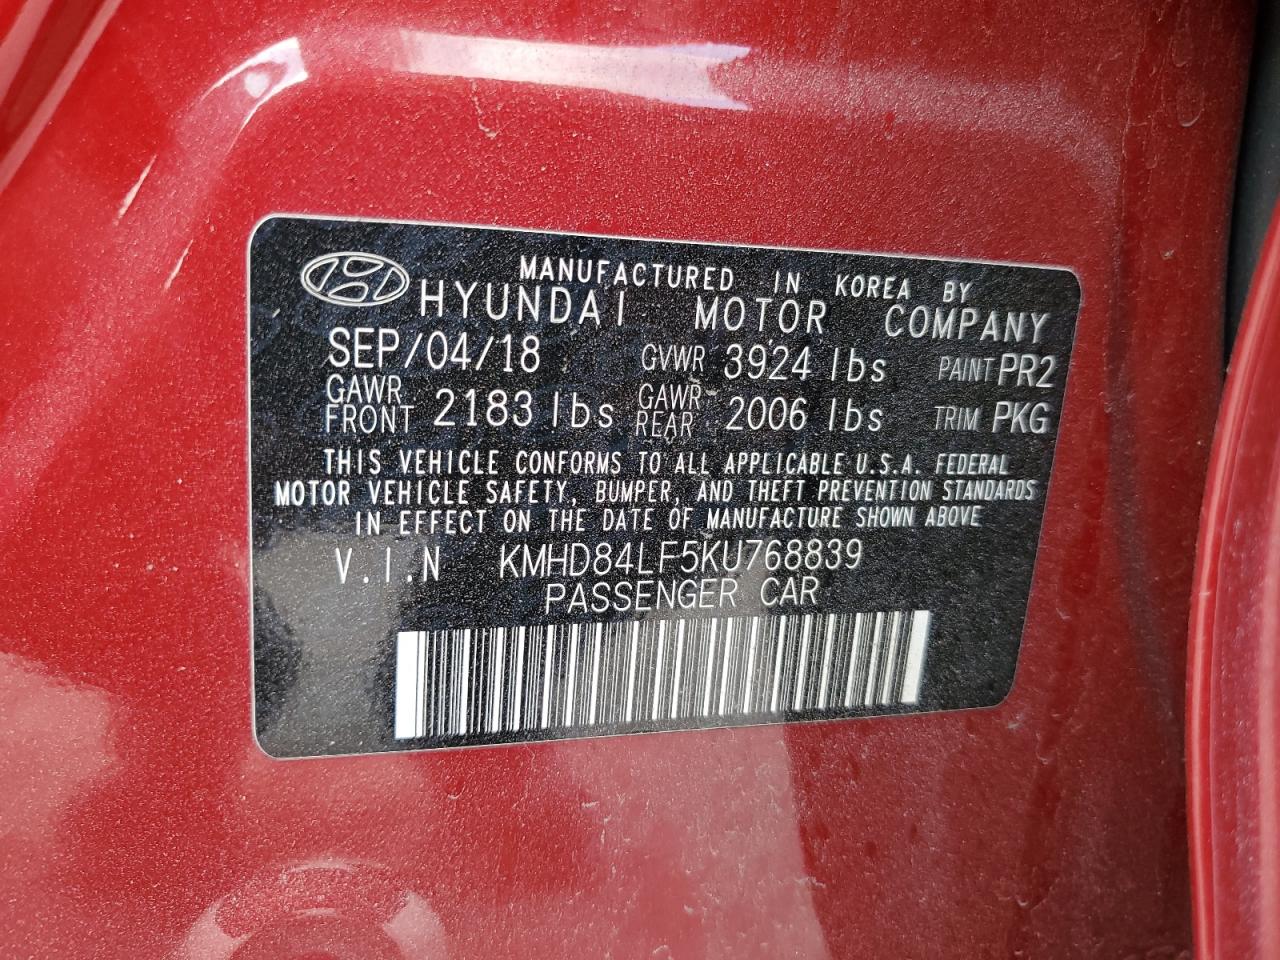 MANUFACTURED IN KOREA BY
HYUNDAI MOTOR COMPANY
SEP/04/18 GVWR 3924 lbs PAINT PR2
GAWR FRONT 2183 lbs GAWR REAR 2006 lbs TRIM PKG
THIS VEHICLE CONFORMS TO ALL APPLICABLE U.S.A. FEDERAL
MOTOR VEHICLE SAFETY, BUMPER, AND THEFT PREVENTION STANDARDS
IN EFFECT ON THE DATE OF MANUFACTURE SHOWN ABOVE
V.I.N KMHD84LF5KU768839
PASSENGER CAR